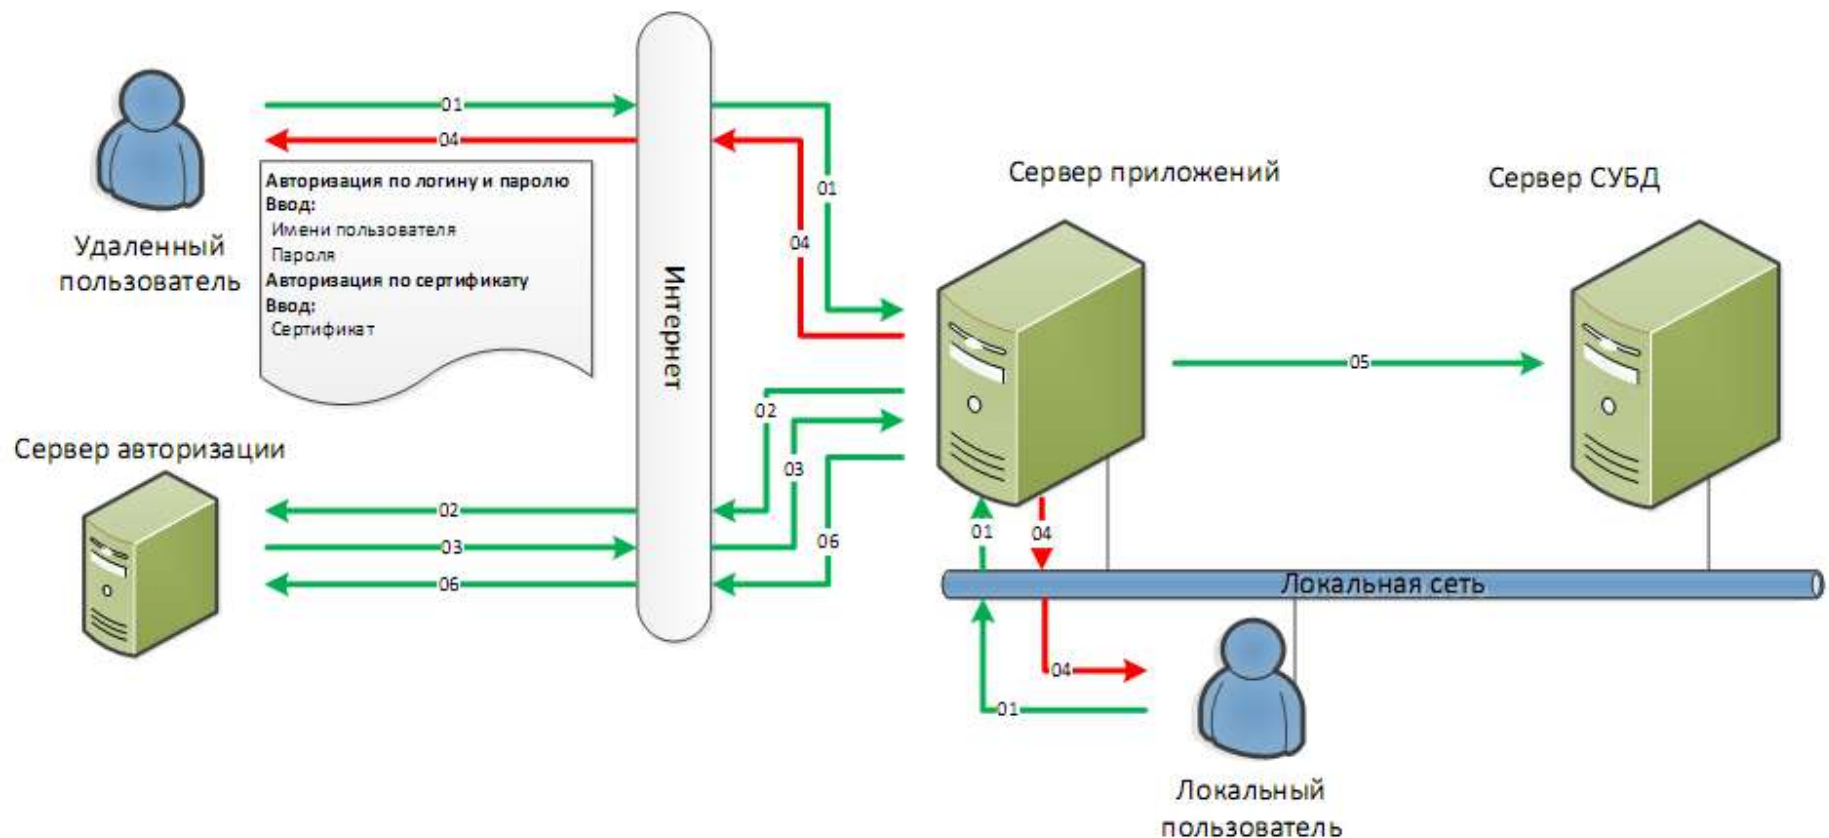 01
04
Авторизация по логину и паролю
Ввод:
Имени пользователя
Пароля
Авторизация по сертификату
Ввод:
Сертификат
Удаленный
пользователь
Интернет
01
04
Сервер приложений
Сервер СУБД
05
02
03
06
Сервер авторизации
02
03
06
01
04
Локальная сеть
04
01
Локальный
пользователь